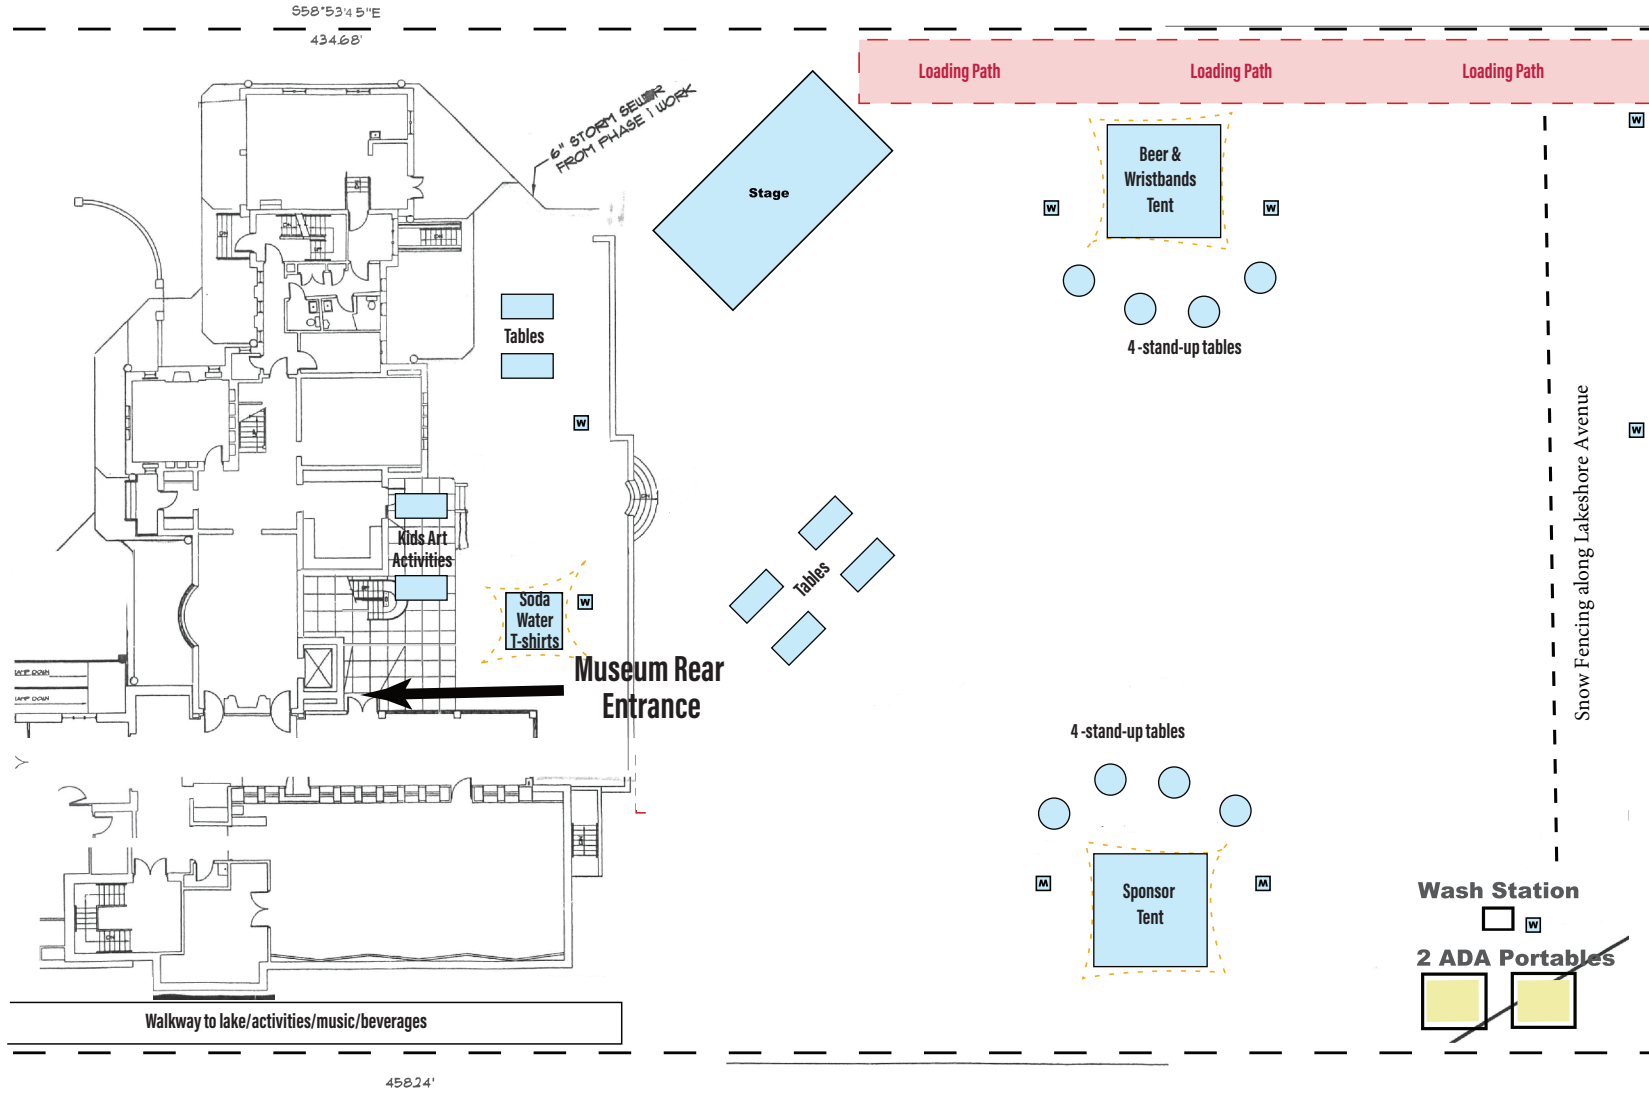 S58°53'45"E
434.68'
Loading Path
Loading Path
Loading Path
6" STORM SEWER
FROM PHASE 1 WORK
W
Beer &
Wristbands
Tent
Stage
W
W
Tables
4 -stand-up tables
W
W
Snow Fencing along Lakeshore Avenue
Kids Art
Activities
Tables
Soda
Water
T-shirts
W
Museum Rear
Entrance
4 -stand-up tables
W
W
Sponsor
Tent
Wash Station
W
2 ADA Portables
Walkway to lake/activities/music/beverages
458.24'